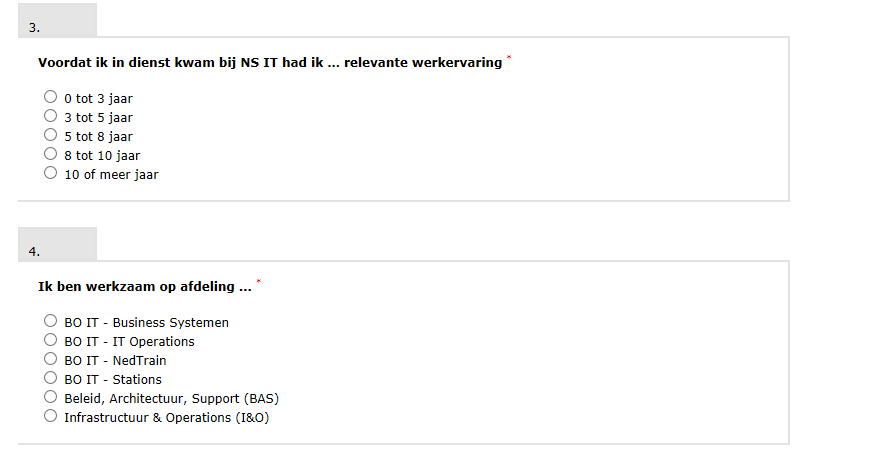 3.
Voordat ik in dienst kwam bij NS IT had ik ... relevante werkervaring *
0 tot 3 jaar
3 tot 5 jaar
5 tot 8 jaar
8 tot 10 jaar
10 of meer jaar
4.
Ik ben werkzaam op afdeling ... *
BO IT - Business Systemen
BO IT - IT Operations
BO IT - NedTrain
BO IT - Stations
Beleid, Architectuur, Support (BAS)
Infrastructuur & Operations (I&O)